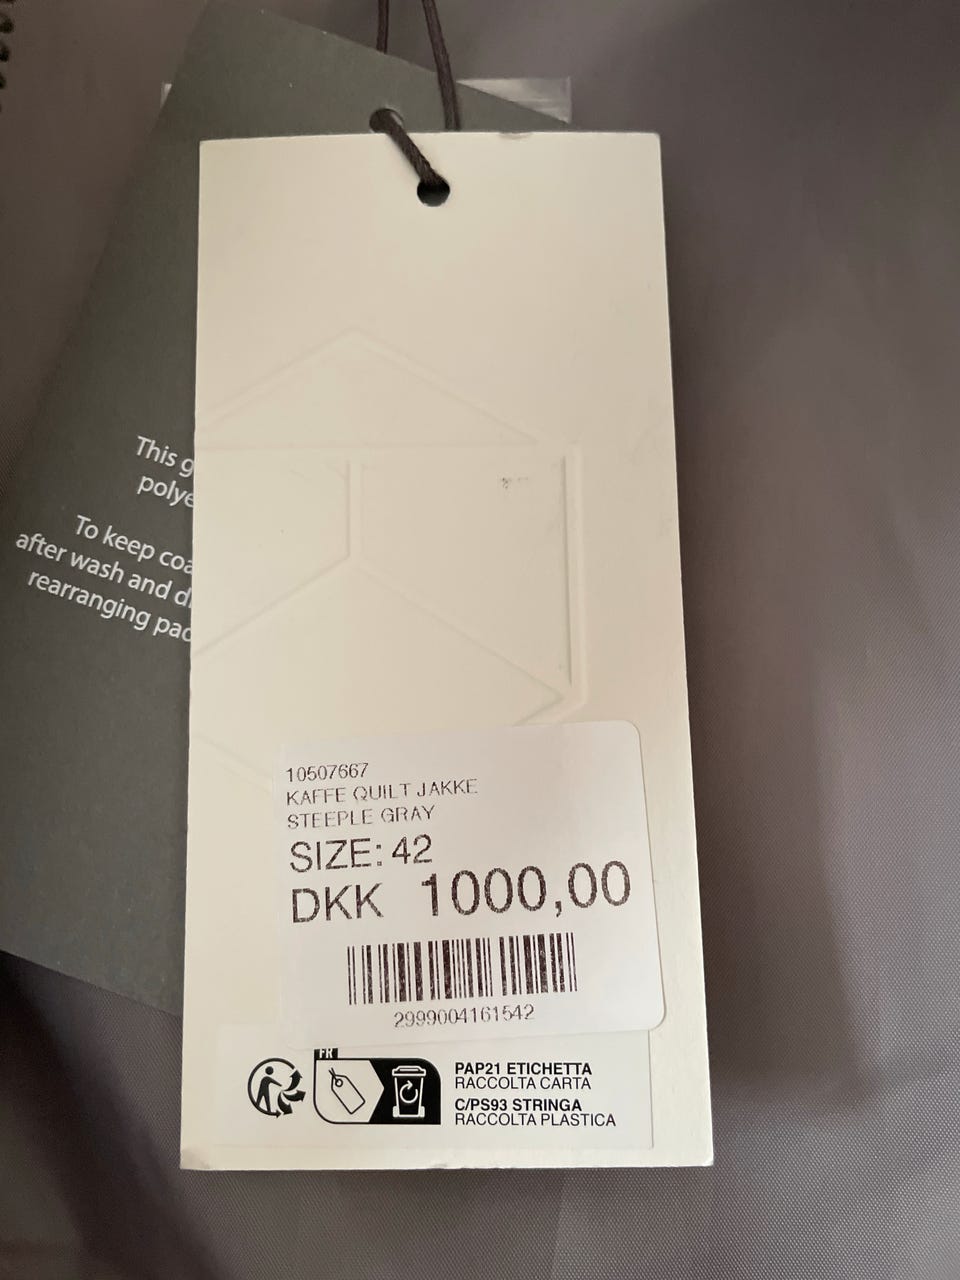 This g
polye
To keep coa
after wash and d
rearranging pac
10507667
KAFFE QUILT JAKKE
STEEPLE GRAY
SIZE: 42
DKK 1000,00
2999004161542
FR
PAP21 ETICHETTA
RACCOLTA CARTA
C/PS93 STRINGA
RACCOLTA PLASTICA